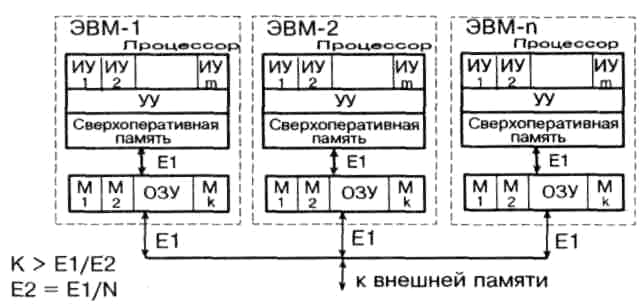 ЭВМ-1 ЭВМ-2 ЭВМ-n
Процессор Процессор Процессор
ИУ ИУ ИУ ИУ ИУ ИУ ИУ ИУ ИУ
1 2 m 1 2 m 1 2 m
УУ УУ УУ
Сверхоперативная Сверхоперативная Сверхоперативная
память память память
E1 E1 E1
М М ОЗУ М М М ОЗУ М М М ОЗУ М
1 2 k 1 2 k 1 2 k
E1 E1 E1
K > E1/E2
E2 = E1/N
к внешней памяти